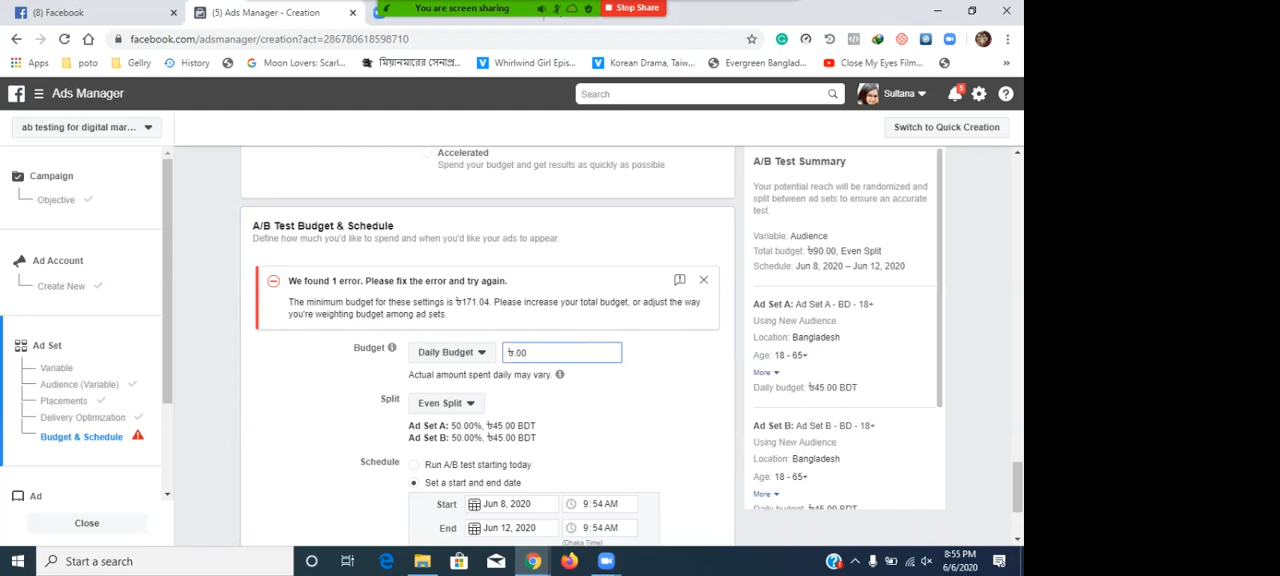 (8) Facebook
(5) Ads Manager - Creation
You are screen sharing
Stop Share
facebook.com/adsmanager/creation?act=286780618598710
Apps
poto
Gellry
History
Moon Lovers: Scarl...
মিয়ানমারের সেনাপ্র...
Whirlwind Girl Epis...
Korean Drama, Taiw...
Evergreen Banglad...
Close My Eyes Film...
Ads Manager
Search
Sultana
5
ab testing for digital mar...
Switch to Quick Creation
Campaign
Objective
Ad Account
Create New
Ad Set
Variable
Audience (Variable)
Placements
Delivery Optimization
Budget & Schedule
Ad
Close
Accelerated
Spend your budget and get results as quickly as possible
A/B Test Budget & Schedule
Define how much you'd like to spend and when you'd like your ads to appear.
We found 1 error. Please fix the error and try again.
The minimum budget for these settings is ৳171.04. Please increase your total budget, or adjust the way
you're weighting budget among ad sets.
Budget
Daily Budget
৳.00
Actual amount spent daily may vary.
Split
Even Split
Ad Set A: 50.00%, ৳45.00 BDT
Ad Set B: 50.00%, ৳45.00 BDT
Schedule
Run A/B test starting today
Set a start and end date
Start
Jun 8, 2020
9:54 AM
End
Jun 12, 2020
9:54 AM
(Dhaka Time)
A/B Test Summary
Your potential reach will be randomized and
split between ad sets to ensure an accurate
test.
Variable: Audience
Total budget: ৳90.00, Even Split
Schedule: Jun 8, 2020 – Jun 12, 2020
Ad Set A: Ad Set A - BD - 18+
Using New Audience
Location: Bangladesh
Age: 18 - 65+
More
Daily budget: ৳45.00 BDT
Ad Set B: Ad Set B - BD - 18+
Using New Audience
Location: Bangladesh
Age: 18 - 65+
More
Daily budget: ৳45.00 BDT
Start a search
8:55 PM
6/6/2020